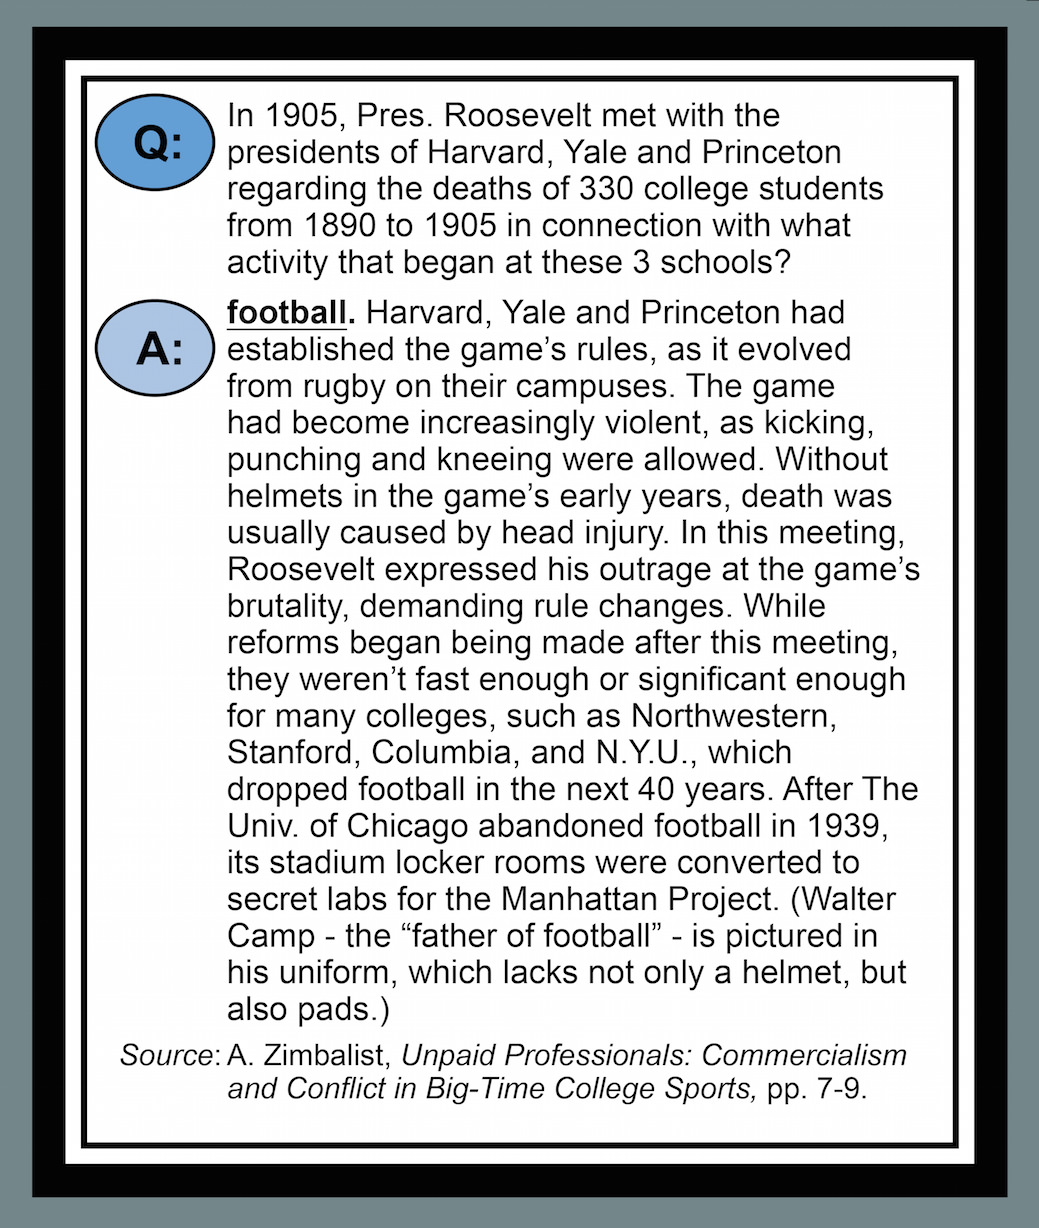 Q:
In 1905, Pres. Roosevelt met with the
presidents of Harvard, Yale and Princeton
regarding the deaths of 330 college students
from 1890 to 1905 in connection with what
activity that began at these 3 schools?
A:
football. Harvard, Yale and Princeton had
established the game’s rules, as it evolved
from rugby on their campuses. The game
had become increasingly violent, as kicking,
punching and kneeing were allowed. Without
helmets in the game’s early years, death was
usually caused by head injury. In this meeting,
Roosevelt expressed his outrage at the game’s
brutality, demanding rule changes. While
reforms began being made after this meeting,
they weren’t fast enough or significant enough
for many colleges, such as Northwestern,
Stanford, Columbia, and N.Y.U., which
dropped football in the next 40 years. After The
Univ. of Chicago abandoned football in 1939,
its stadium locker rooms were converted to
secret labs for the Manhattan Project. (Walter
Camp - the “father of football” - is pictured in
his uniform, which lacks not only a helmet, but
also pads.)
Source: A. Zimbalist, Unpaid Professionals: Commercialism
and Conflict in Big-Time College Sports, pp. 7-9.